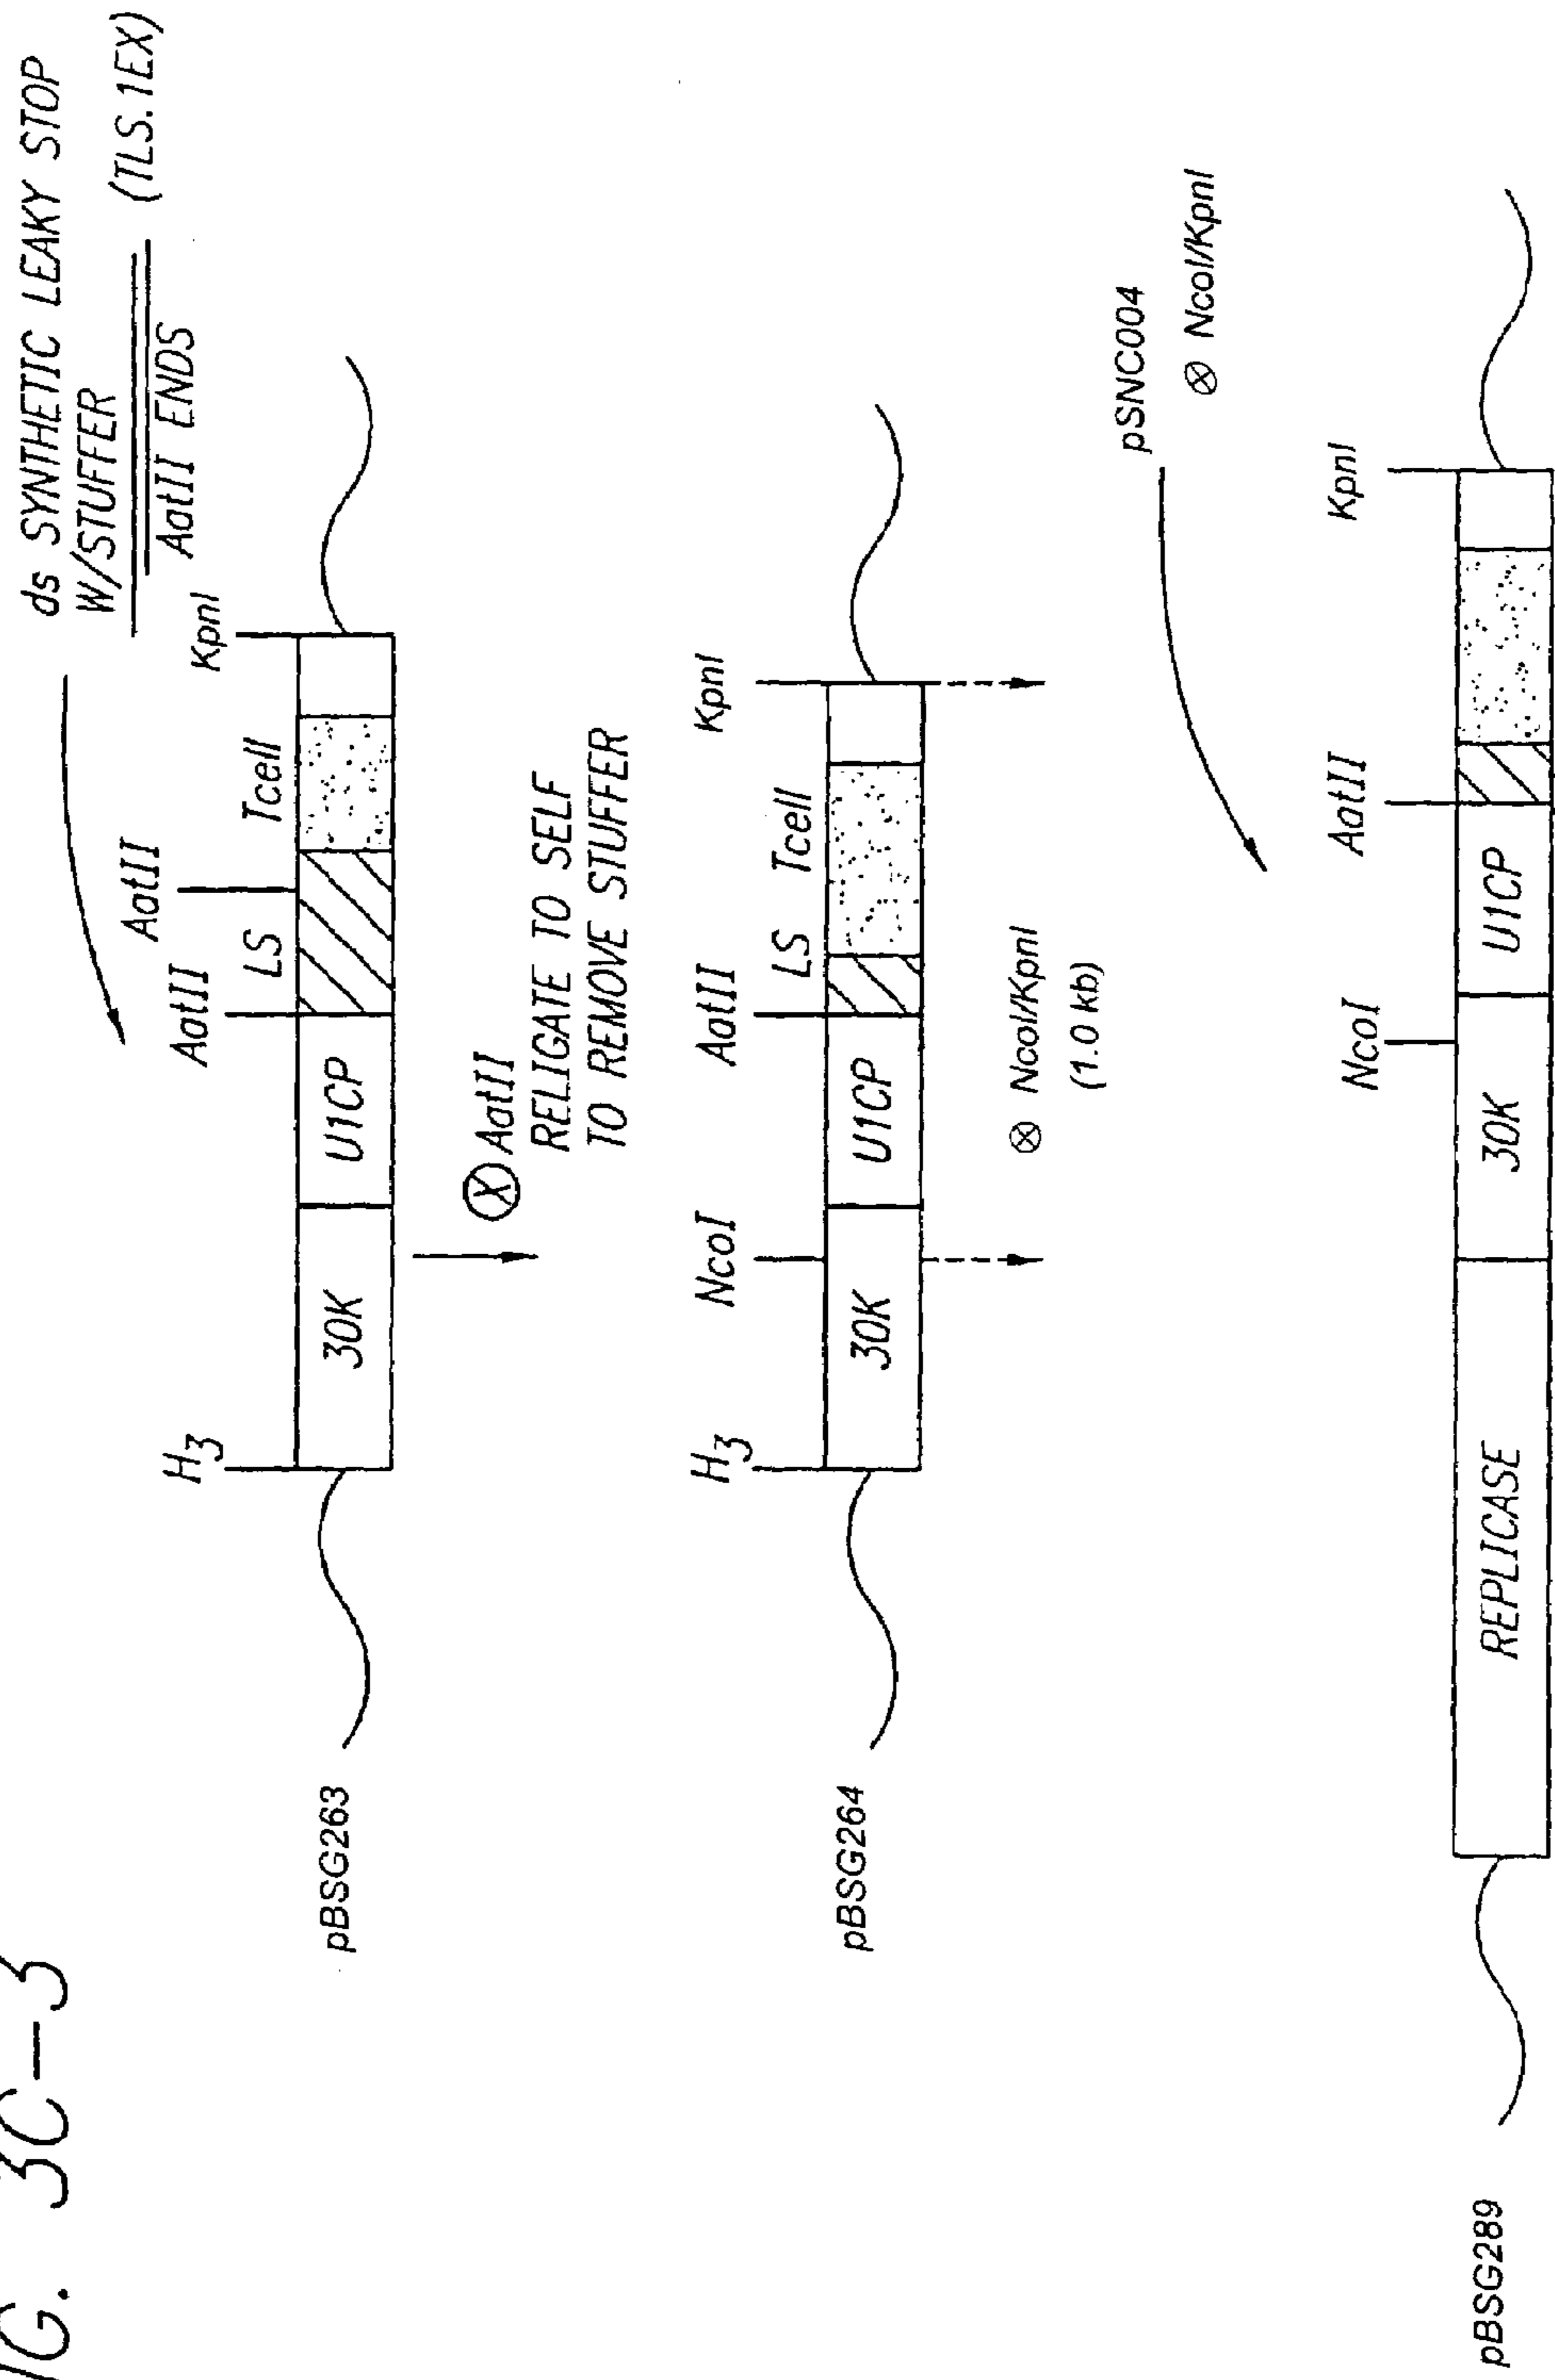 IG. 3C-3
ds SYNTHETIC LEAKY STOP
W/STUFFER
(TLS.1EX)
AatII ENDS
AatII
AatII
KpnI
H3
LS
Tcell
pBSG263
30K
U1CP
Ⓧ AatII
RELIGATE TO SELF
TO REMOVE STUFFER
H3
NcoI
AatII
KpnI
LS
Tcell
pBSG264
30K
U1CP
⊗ NcoI/KpnI
(1.0 kb)
pSNC004
⊗ NcoI/KpnI
NcoI
AatII
KpnI
pBSG289
REPLICASE
30K
U1CP